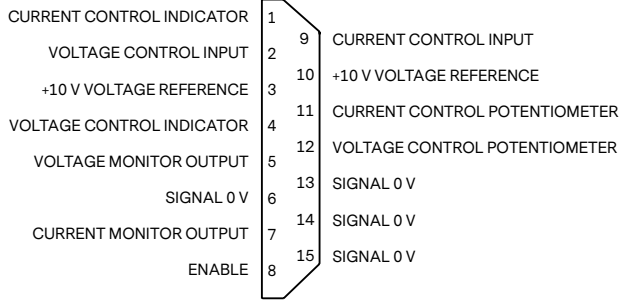 CURRENT CONTROL INDICATOR 1
VOLTAGE CONTROL INPUT 2
+10 V VOLTAGE REFERENCE 3
VOLTAGE CONTROL INDICATOR 4
VOLTAGE MONITOR OUTPUT 5
SIGNAL 0 V 6
CURRENT MONITOR OUTPUT 7
ENABLE 8
9 CURRENT CONTROL INPUT
10 +10 V VOLTAGE REFERENCE
11 CURRENT CONTROL POTENTIOMETER
12 VOLTAGE CONTROL POTENTIOMETER
13 SIGNAL 0 V
14 SIGNAL 0 V
15 SIGNAL 0 V